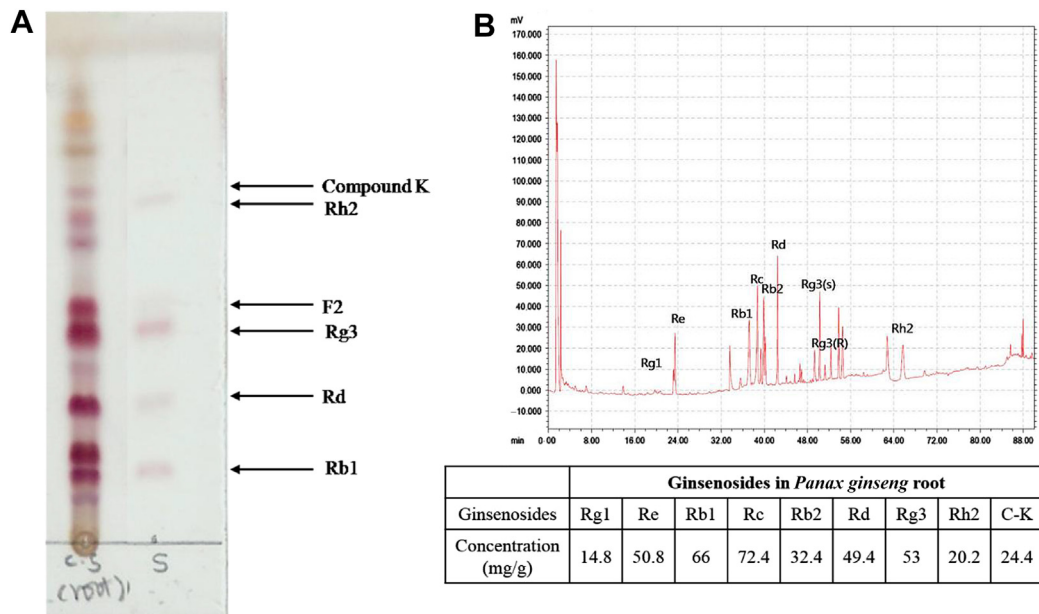 A
Compound K
Rh2
F2
Rg3
Rd
Rb1
C.S
S
(root)
B
mV
170.000
160.000
150.000
140.000
130.000
120.000
110.000
100.000
90.000
80.000
70.000
60.000
50.000
40.000
30.000
20.000
10.000
0.000
-10.000
min
0.00 8.00 16.00 24.00 32.00 40.00 48.00 56.00 64.00 72.00 80.00 88.00
Rg1
Re
Rb1
Rc
Rb2
Rd
Rg3(s)
Rg3(R)
Rh2
Ginsenosides in Panax ginseng root
Ginsenosides Rg1 Re Rb1 Rc Rb2 Rd Rg3 Rh2 C-K
Concentration
(mg/g) 14.8 50.8 66 72.4 32.4 49.4 53 20.2 24.4